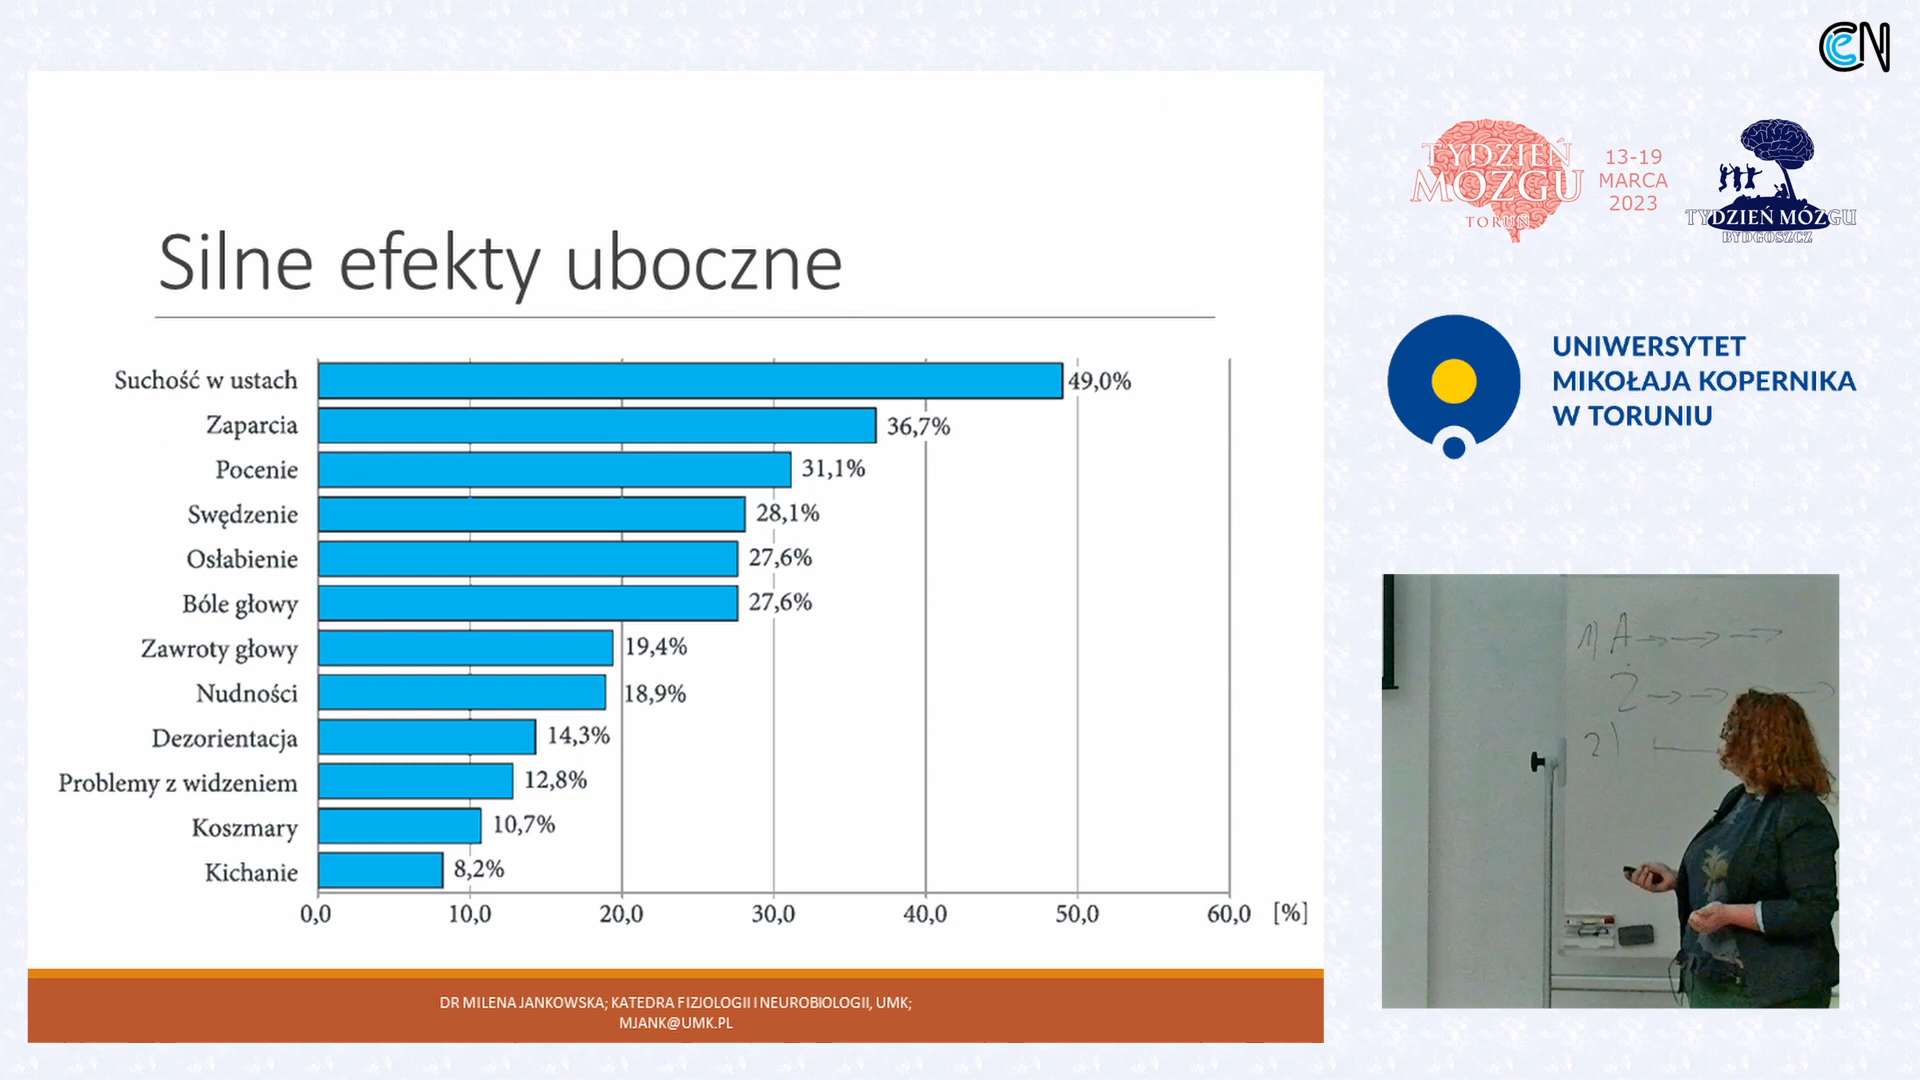 CeN
TYDZIEŃ
MÓZGU
TORUŃ
13-19
MARCA
2023
TYDZIEŃ MÓZGU
BYDGOSZCZ
Silne efekty uboczne
Suchość w ustach 49,0%
Zaparcia 36,7%
Pocenie 31,1%
Swędzenie 28,1%
Osłabienie 27,6%
Bóle głowy 27,6%
Zawroty głowy 19,4%
Nudności 18,9%
Dezorientacja 14,3%
Problemy z widzeniem 12,8%
Koszmary 10,7%
Kichanie 8,2%
0,0 10,0 20,0 30,0 40,0 50,0 60,0 [%]
DR MILENA JANKOWSKA; KATEDRA FIZJOLOGII I NEUROBIOLOGII, UMK;
MJANK@UMK.PL
UNIWERSYTET
MIKOŁAJA KOPERNIKA
W TORUNIU
1) A
Ż
2)